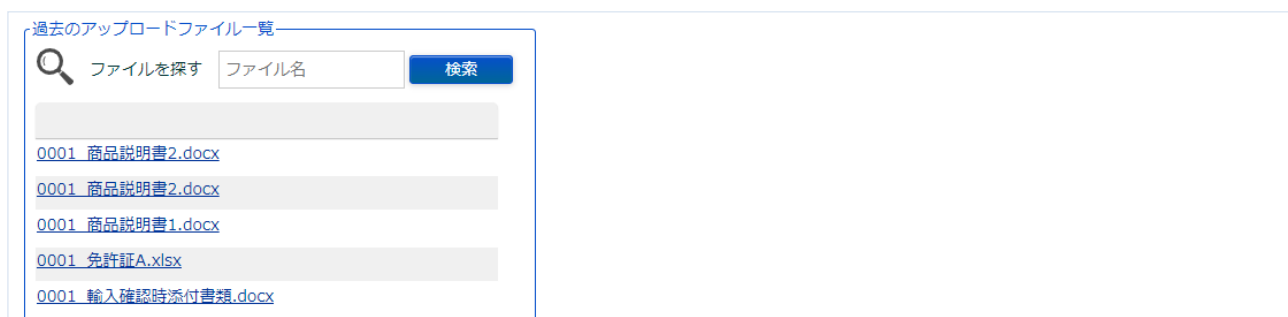 過去のアップロードファイル一覧
ファイルを探す ファイル名 検索
0001_商品説明書2.docx
0001_商品説明書2.docx
0001_商品説明書1.docx
0001_免許証A.xlsx
0001_輸入確認時添付書類.docx